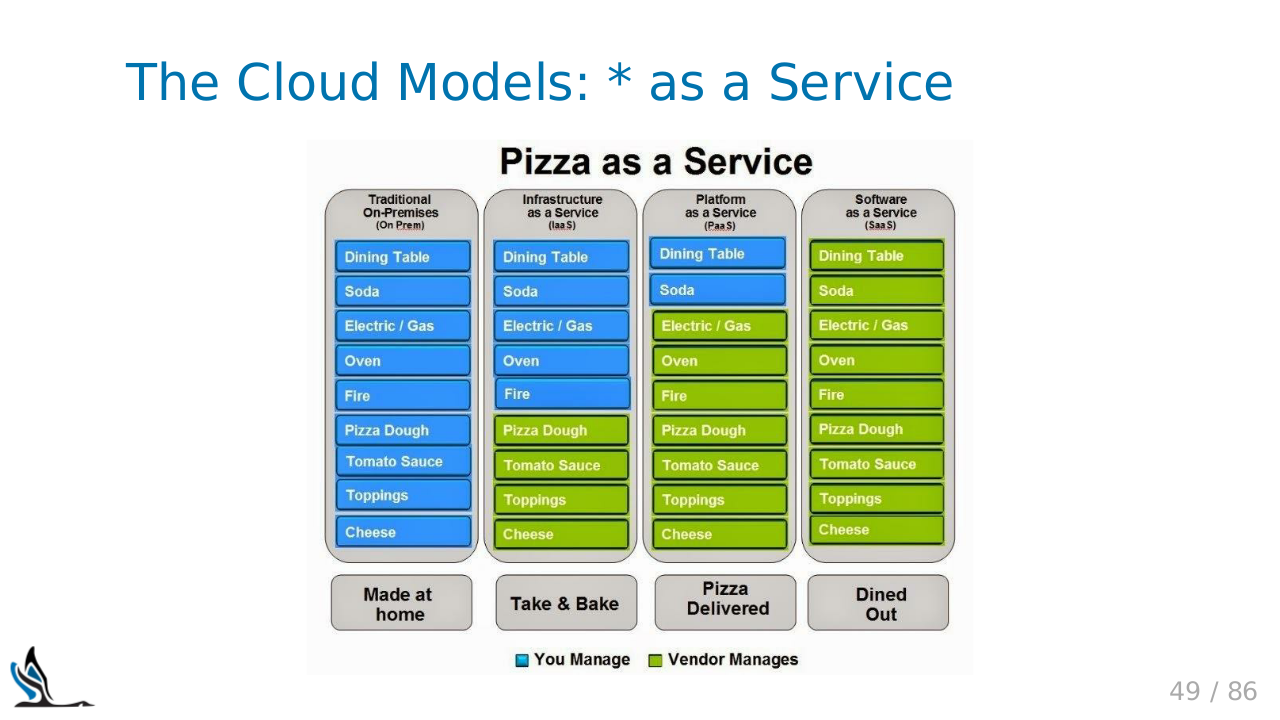 The Cloud Models: * as a Service
Pizza as a Service
Traditional
On-Premises
(On Prem)
Dining Table
Soda
Electric / Gas
Oven
Fire
Pizza Dough
Tomato Sauce
Toppings
Cheese
Made at
home
Infrastructure
as a Service
(IaaS)
Dining Table
Soda
Electric / Gas
Oven
Fire
Pizza Dough
Tomato Sauce
Toppings
Cheese
Take & Bake
Platform
as a Service
(PaaS)
Dining Table
Soda
Electric / Gas
Oven
Fire
Pizza Dough
Tomato Sauce
Toppings
Cheese
Pizza
Delivered
Software
as a Service
(SaaS)
Dining Table
Soda
Electric / Gas
Oven
Fire
Pizza Dough
Tomato Sauce
Toppings
Cheese
Dined
Out
You Manage
Vendor Manages
49 / 86